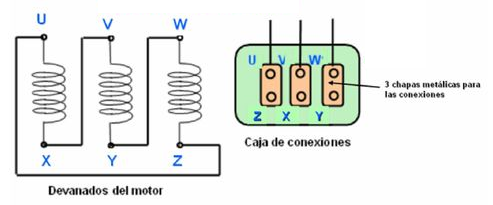 U V W
X Y Z
Devanados del motor
U V W
Z X Y
Caja de conexiones
3 chapas metálicas para
las conexiones